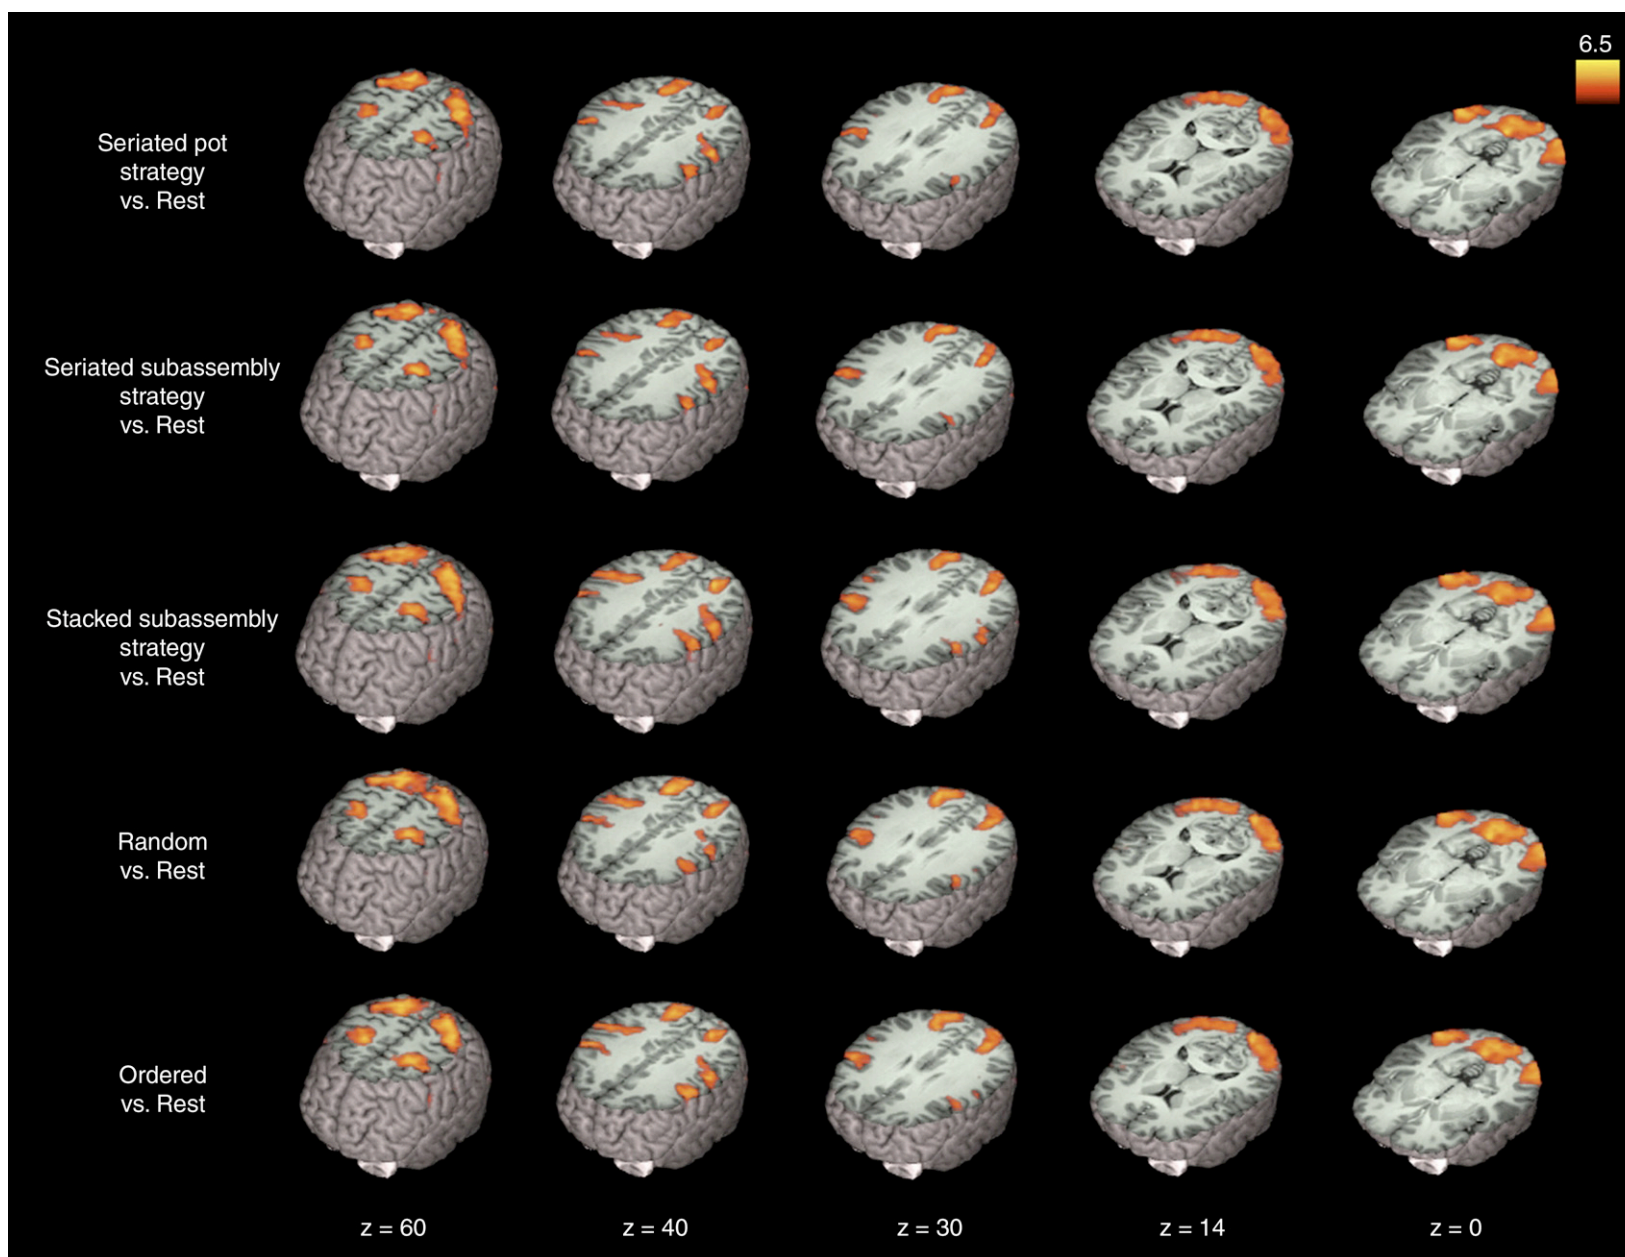 6.5
Seriated pot
strategy
vs. Rest
Seriated subassembly
strategy
vs. Rest
Stacked subassembly
strategy
vs. Rest
Random
vs. Rest
Ordered
vs. Rest
z = 60 z = 40 z = 30 z = 14 z = 0